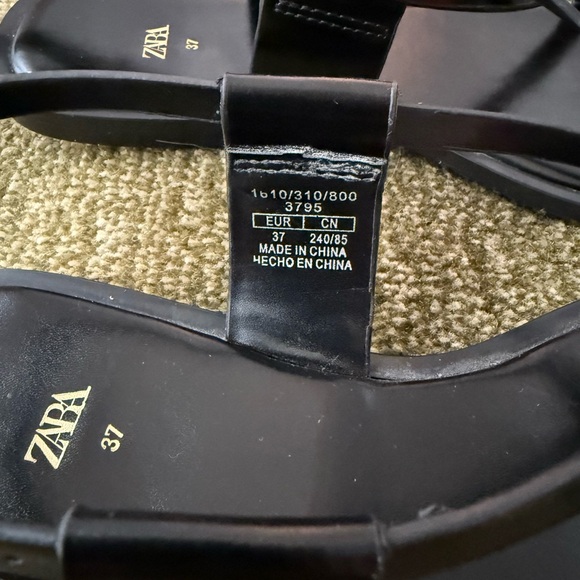 ZARA
37
1610/310/800
3795
EUR CN
37 240/85
MADE IN CHINA
HECHO EN CHINA
ZARA
37